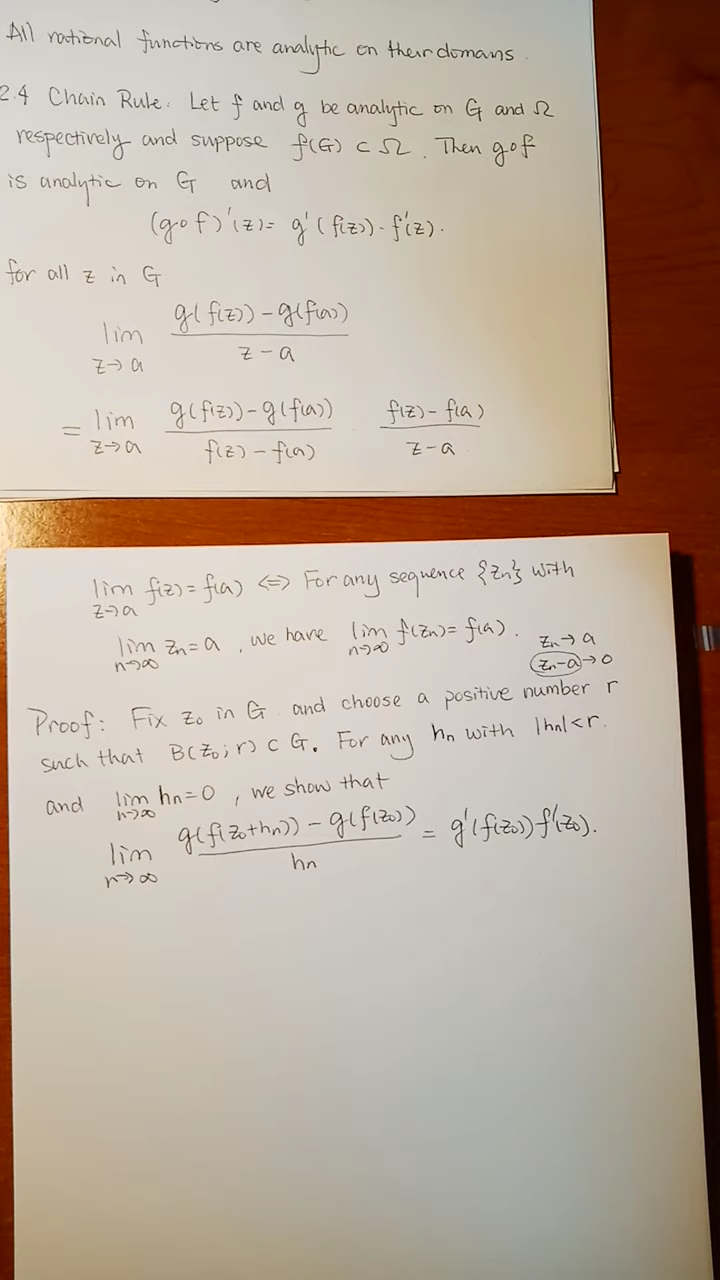 All rational functions are analytic on their domans.
2.4 Chain Rule. Let f and g be analytic on G and Ω
respectively and suppose f(G) ⊂ Ω. Then g∘f
is analytic on G and
(g∘f)'(z) = g'(f(z))·f'(z).
for all z in G
lim z→a (g(f(z)) − g(f(a))) / (z − a)
= lim z→a (g(f(z)) − g(f(a))) / (f(z) − f(a)) · (f(z) − f(a)) / (z − a)
lim z→a f(z) = f(a) ⇔ For any sequence {zn} with
lim n→∞ zn = a, we have lim n→∞ f(zn) = f(a).
zn → a
zn − a → 0
Proof: Fix z₀ in G and choose a positive number r
such that B(z₀; r) ⊂ G. For any hn with |hn| < r.
and lim n→∞ hn = 0, we show that
lim n→∞ (g(f(z₀+hn)) − g(f(z₀))) / hn = g'(f(z₀)) f'(z₀).